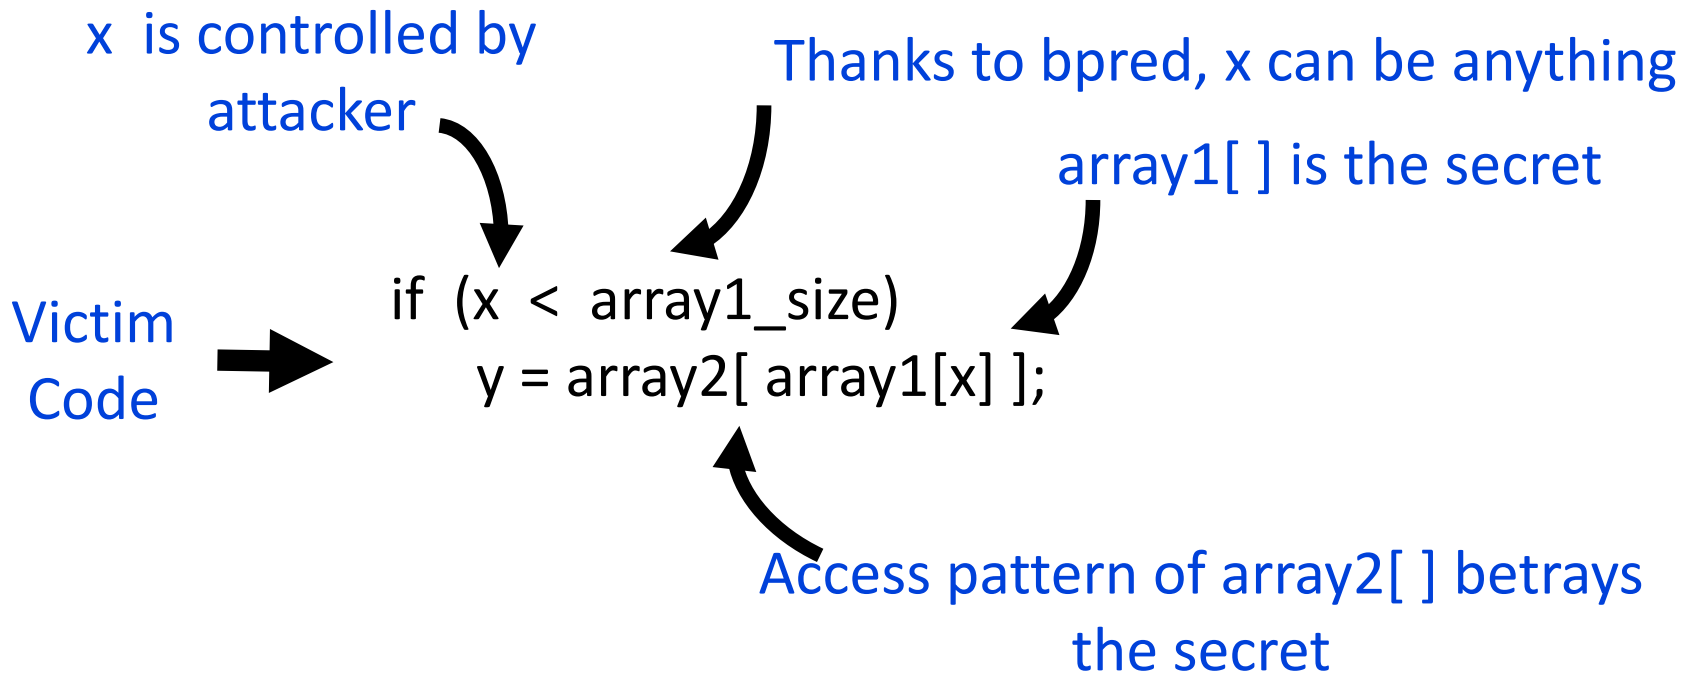 x is controlled by
attacker
Thanks to bpred, x can be anything
array1[ ] is the secret
Victim
Code
if (x < array1_size)
y = array2[ array1[x] ];
Access pattern of array2[ ] betrays
the secret